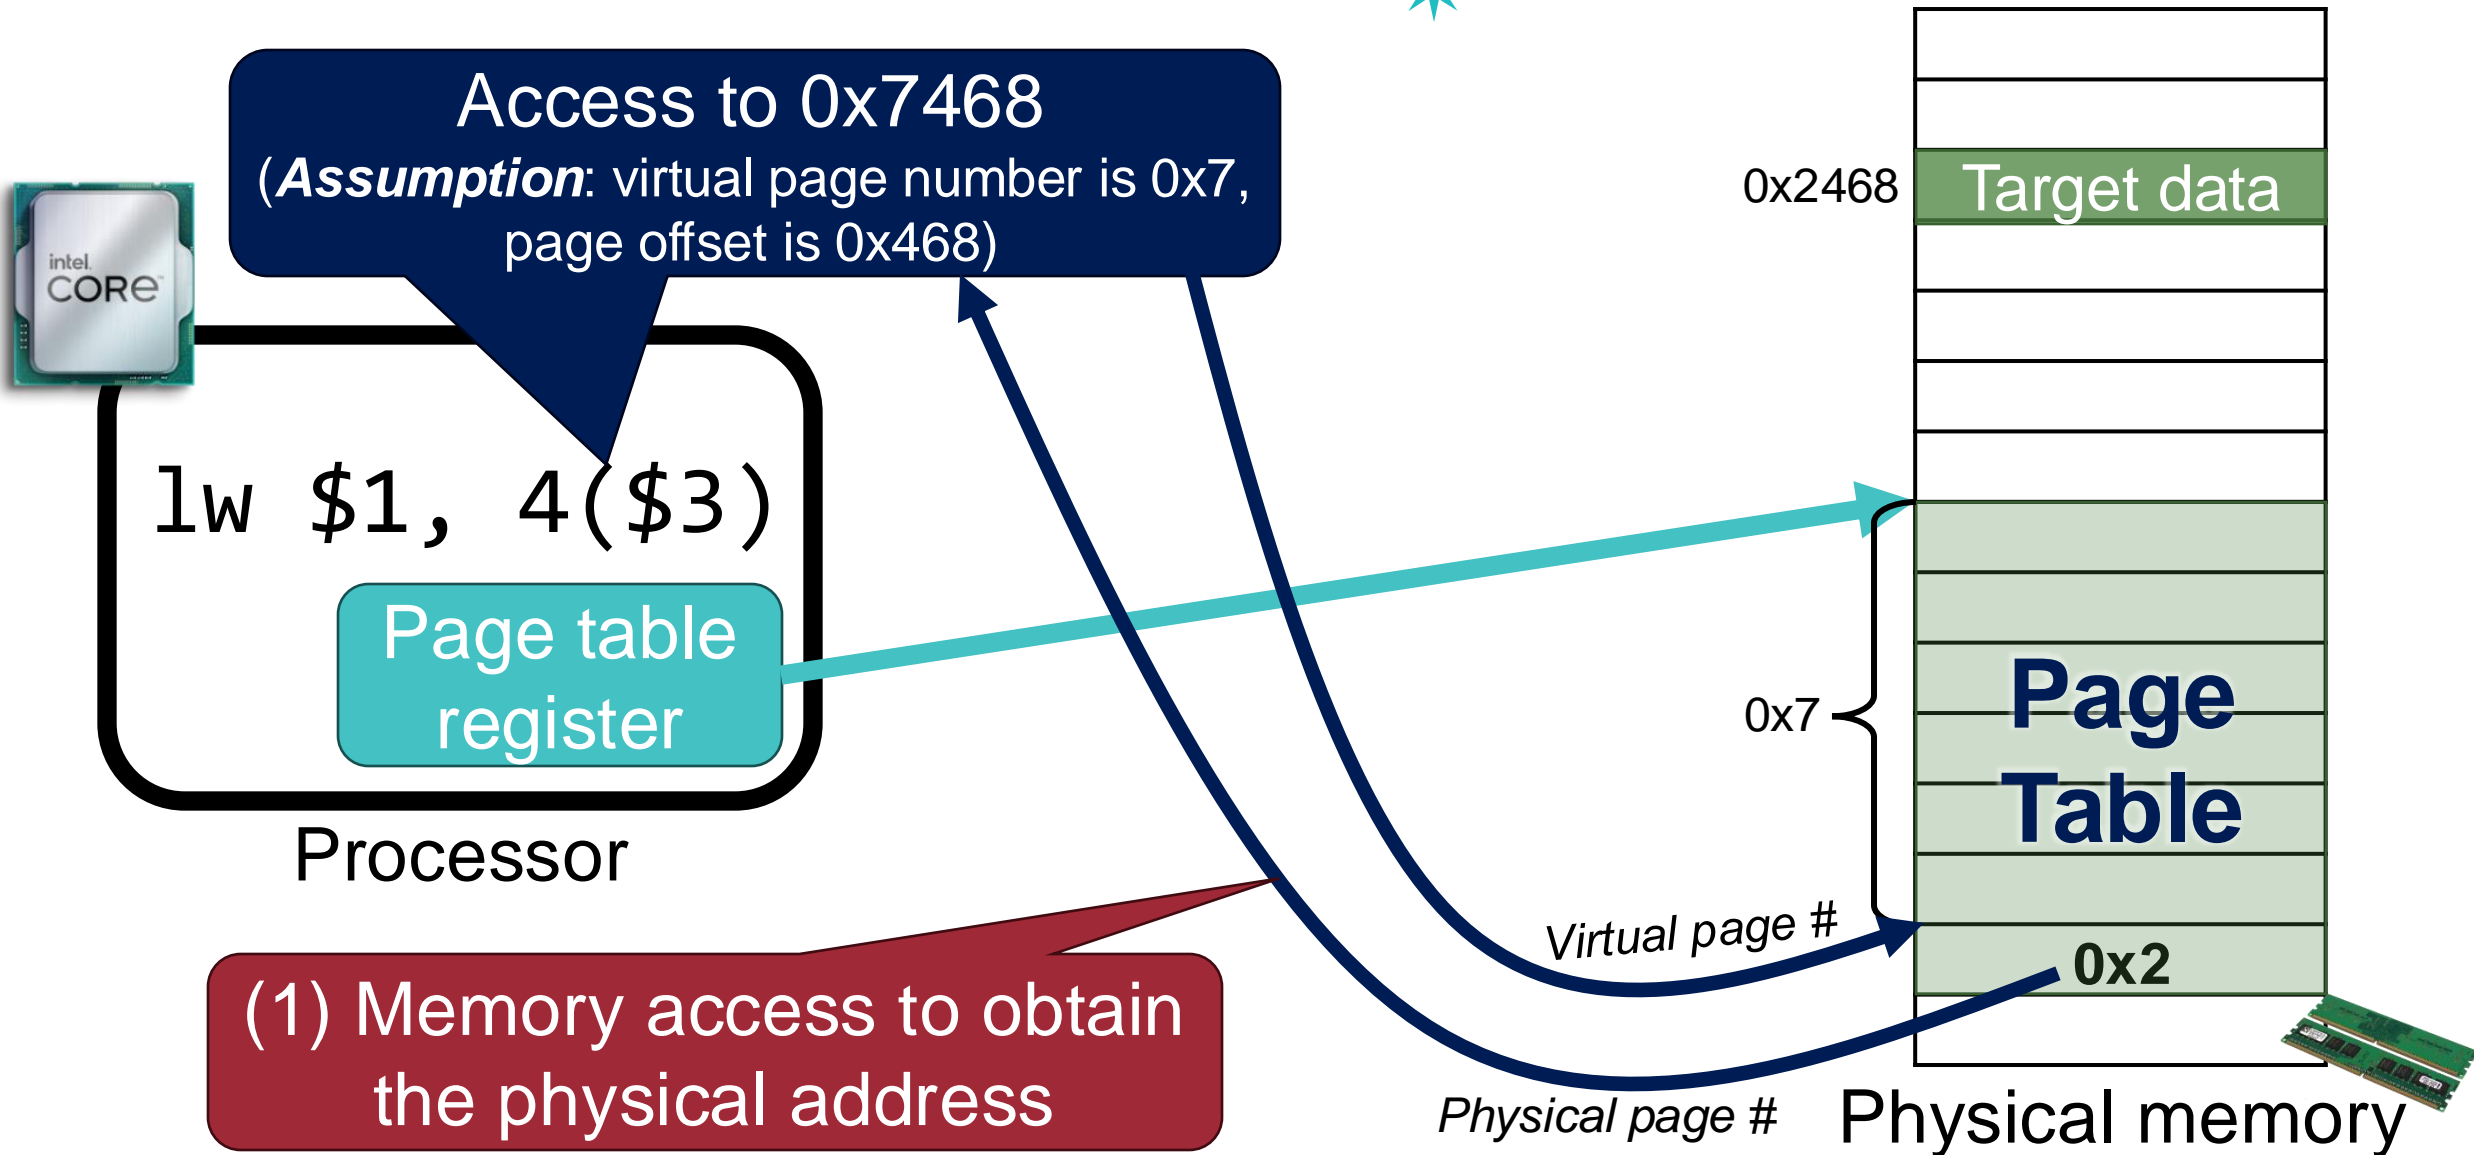 Access to 0x7468
(Assumption: virtual page number is 0x7,
page offset is 0x468)
intel.
CORE
lw $1, 4($3)
Page table
register
Processor
(1) Memory access to obtain
the physical address
0x2468
Target data
0x7
Page
Table
Virtual page #
0x2
Physical page #
Physical memory